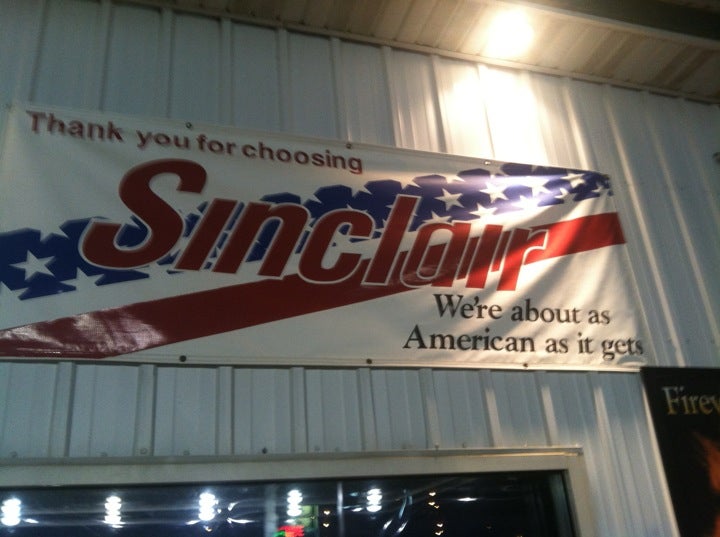 Thank you for choosing
Sinclair
We're about as
American as it gets